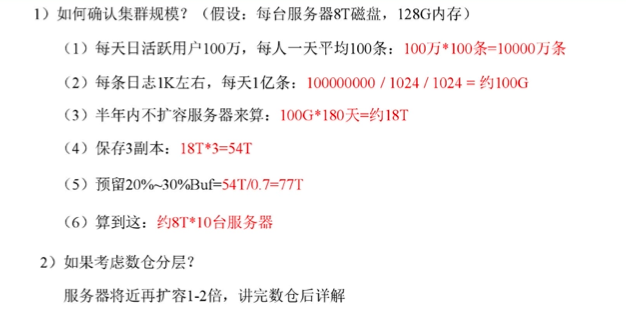 1）如何确认集群规模？（假设：每台服务器8T磁盘，128G内存）
（1）每天日活跃用户100万，每人一天平均100条：100万*100条=10000万条
（2）每条日志1K左右，每天1亿条：100000000 / 1024 / 1024 = 约100G
（3）半年内不扩容服务器来算：100G*180天=约18T
（4）保存3副本：18T*3=54T
（5）预留20%~30%Buf=54T/0.7=77T
（6）算到这：约8T*10台服务器
2）如果考虑数仓分层？
服务器将近再扩容1-2倍，讲完数仓后详解